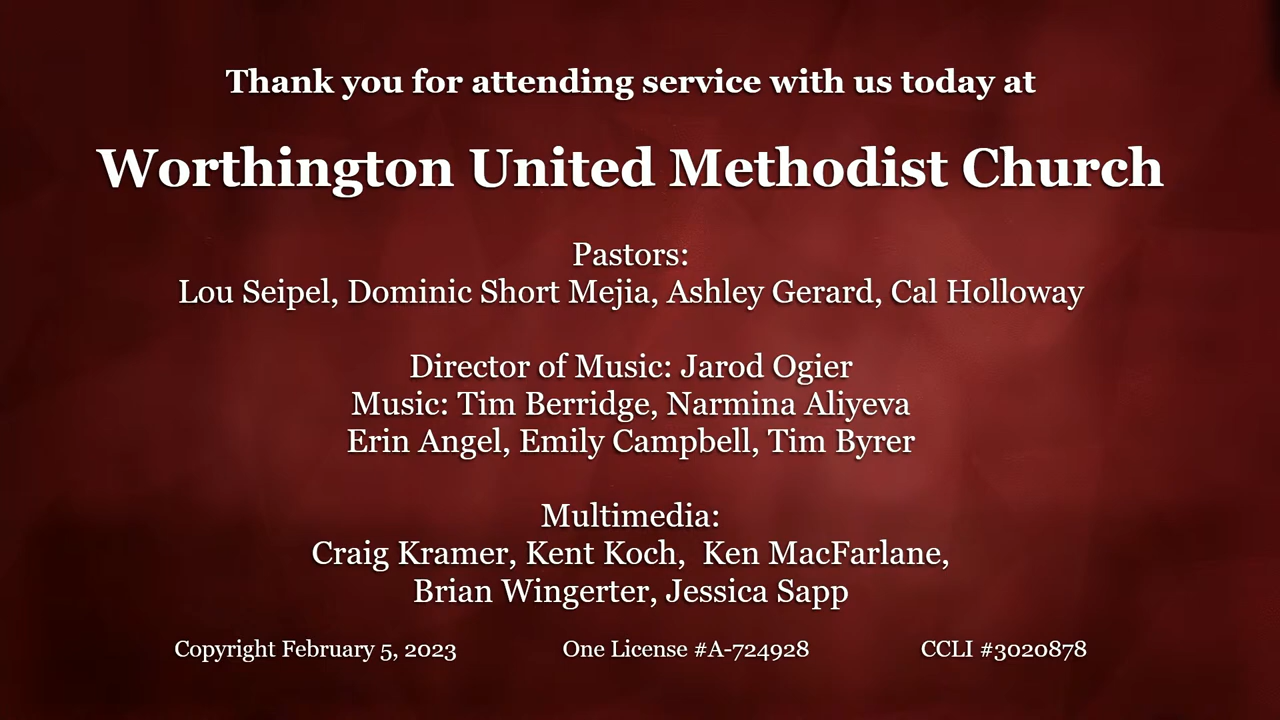 Thank you for attending service with us today at
Worthington United Methodist Church
Pastors:
Lou Seipel, Dominic Short Mejia, Ashley Gerard, Cal Holloway
Director of Music: Jarod Ogier
Music: Tim Berridge, Narmina Aliyeva
Erin Angel, Emily Campbell, Tim Byrer
Multimedia:
Craig Kramer, Kent Koch,  Ken MacFarlane,
Brian Wingerter, Jessica Sapp
Copyright February 5, 2023 One License #A-724928 CCLI #3020878